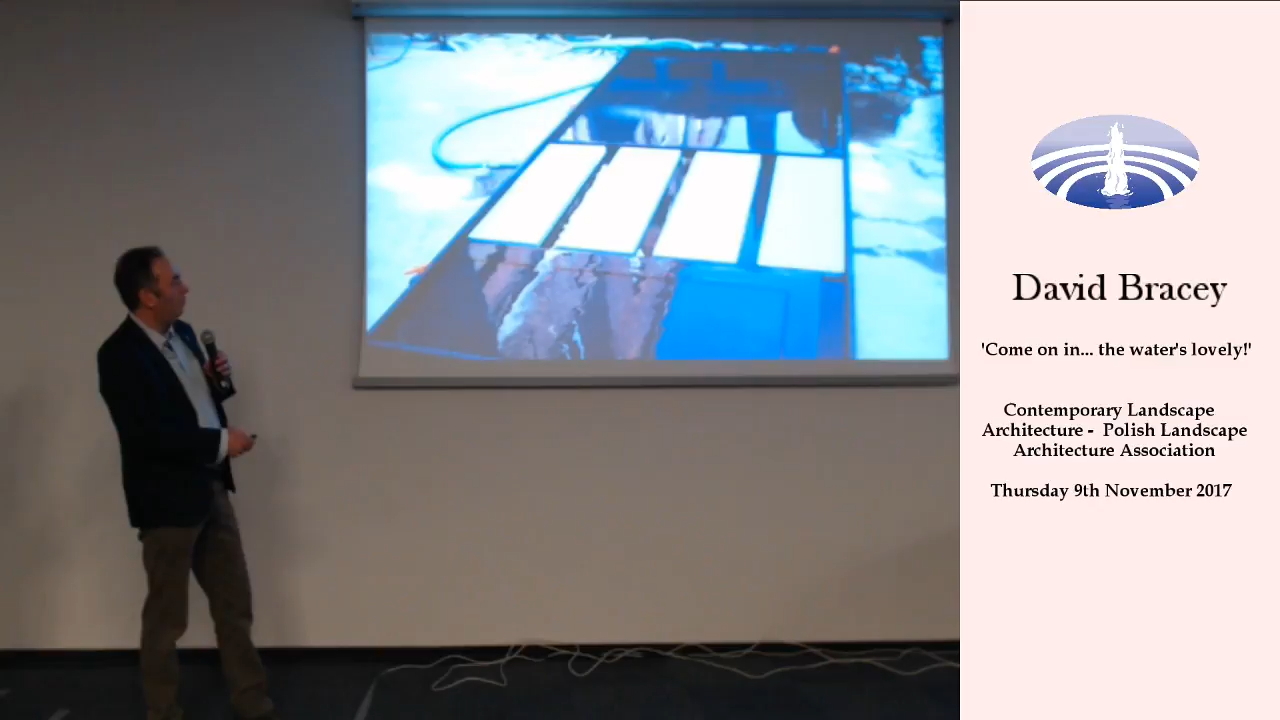 David Bracey
'Come on in... the water's lovely!'
Contemporary Landscape
Architecture - Polish Landscape
Architecture Association
Thursday 9th November 2017